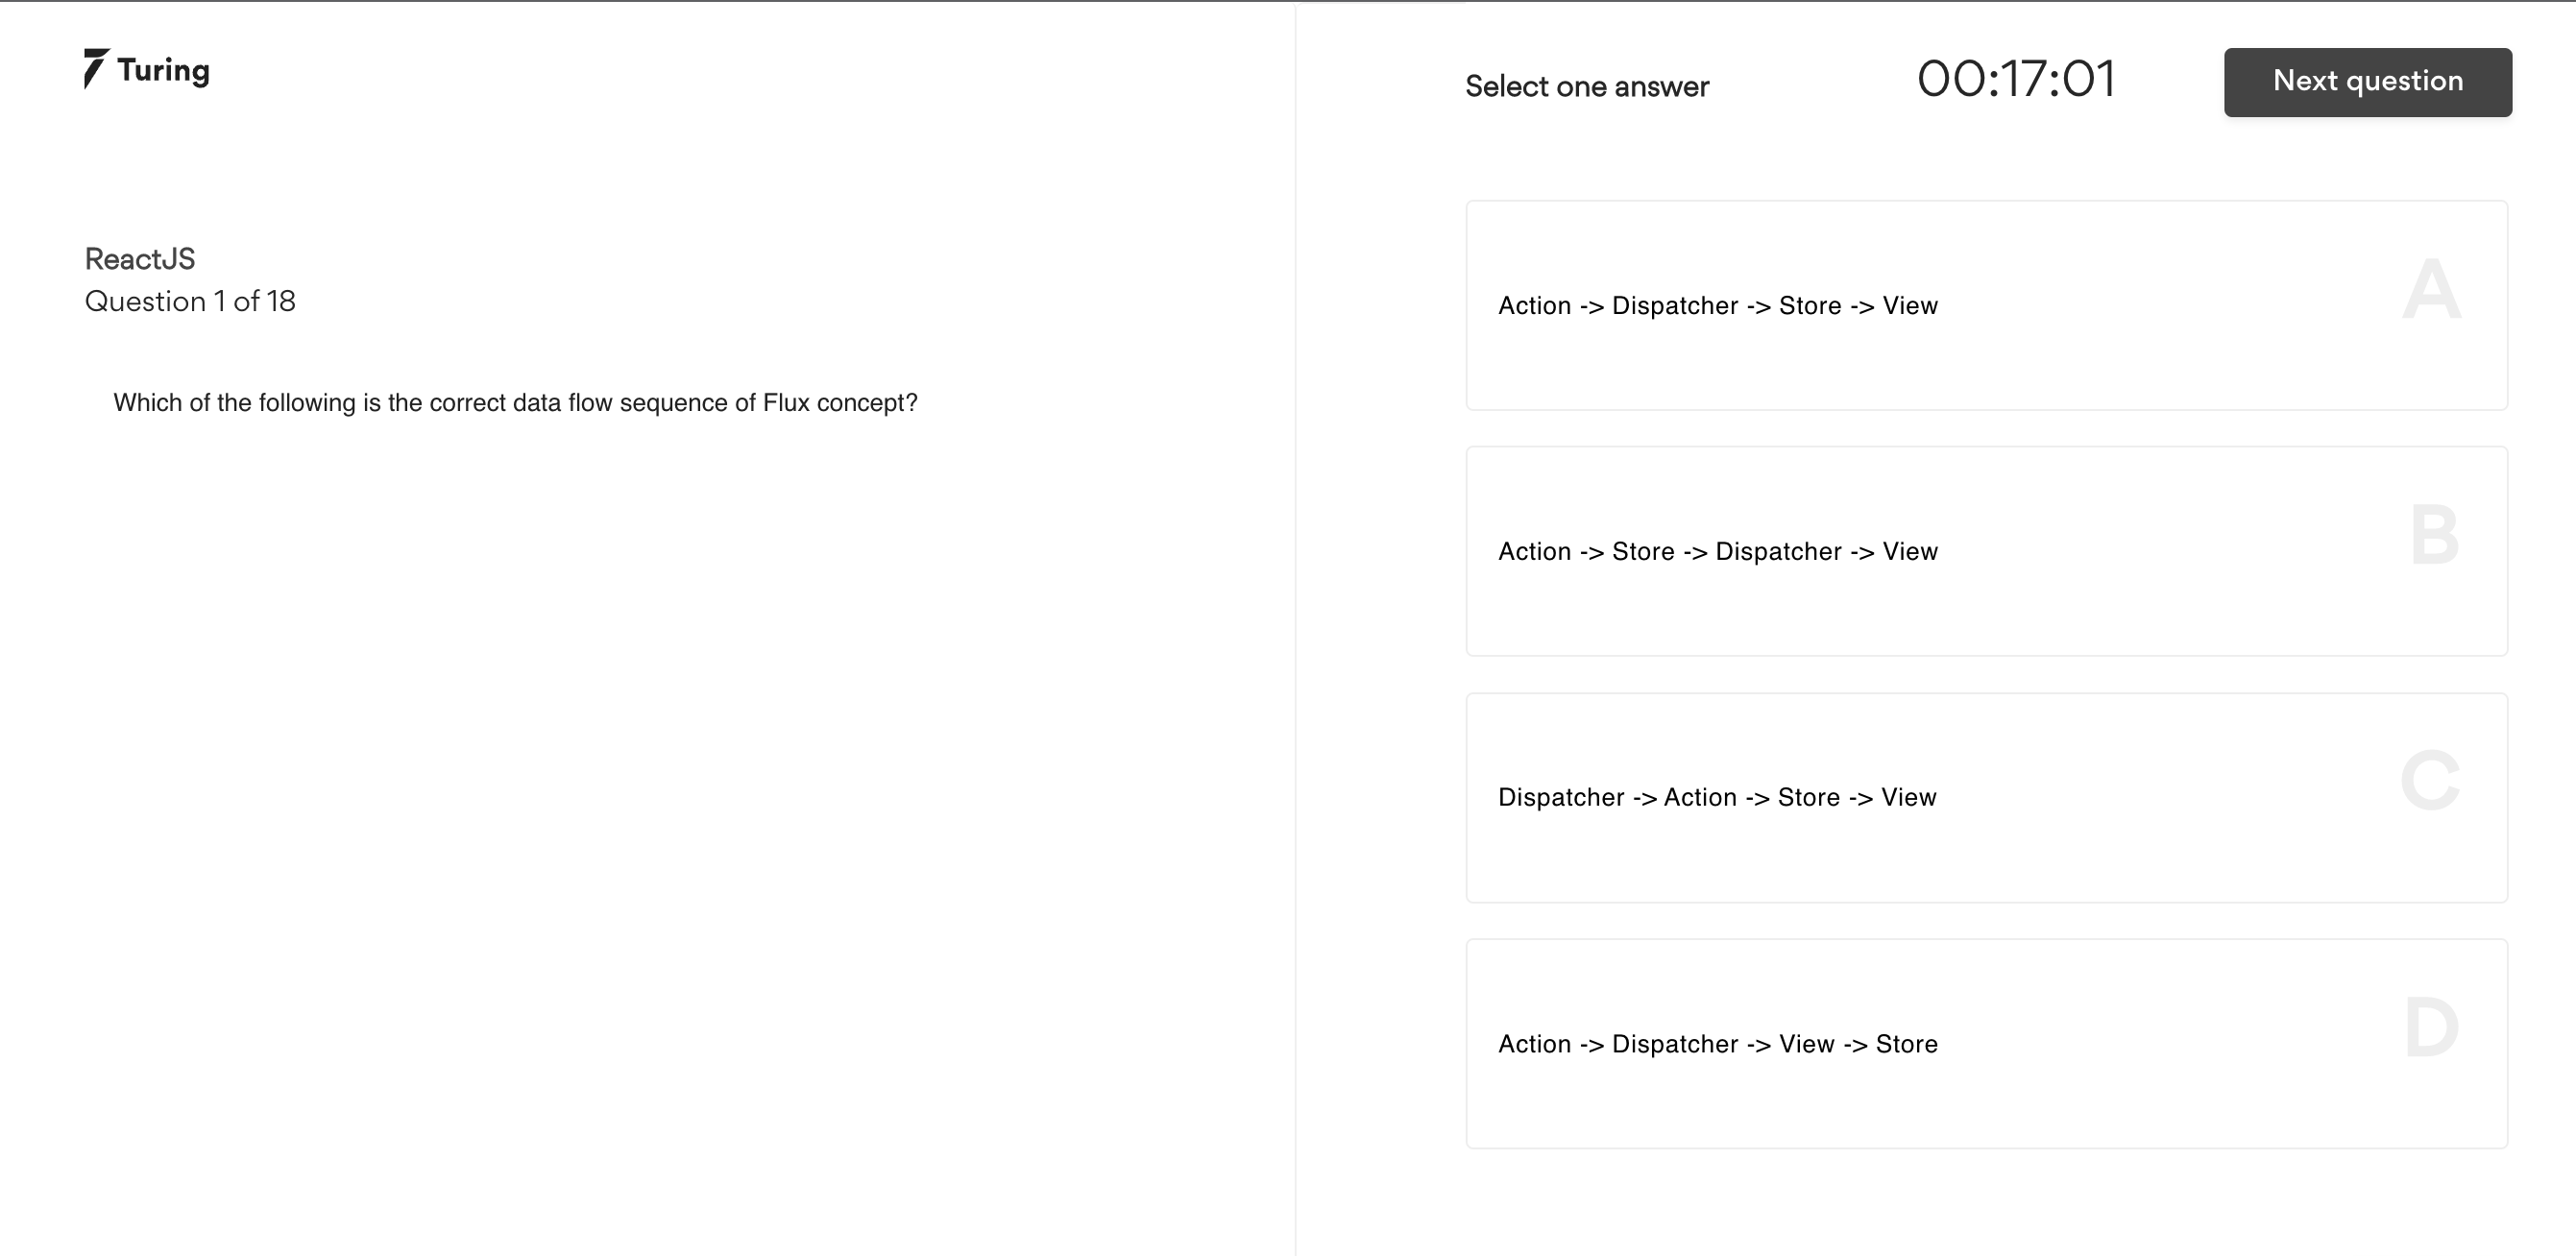 Turing
Select one answer
00:17:01
Next question
ReactJS
Question 1 of 18
Which of the following is the correct data flow sequence of Flux concept?
Action -> Dispatcher -> Store -> View
A
Action -> Store -> Dispatcher -> View
B
Dispatcher -> Action -> Store -> View
C
Action -> Dispatcher -> View -> Store
D